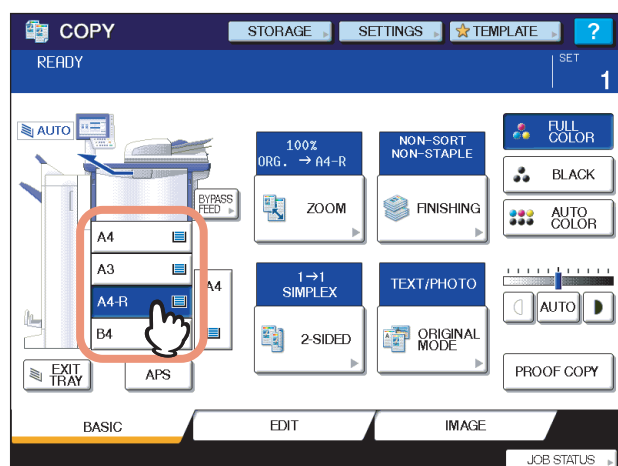 COPY
STORAGE
SETTINGS
TEMPLATE
?
READY
SET
1
AUTO
100%
ORG. → A4-R
NON-SORT
NON-STAPLE
FULL
COLOR
BLACK
AUTO
COLOR
BYPASS
FEED
ZOOM
FINISHING
A4
A3
A4-R
B4
A4
1→1
SIMPLEX
TEXT/PHOTO
2-SIDED
ORIGINAL
MODE
AUTO
EXIT
TRAY
APS
PROOF COPY
BASIC
EDIT
IMAGE
JOB STATUS